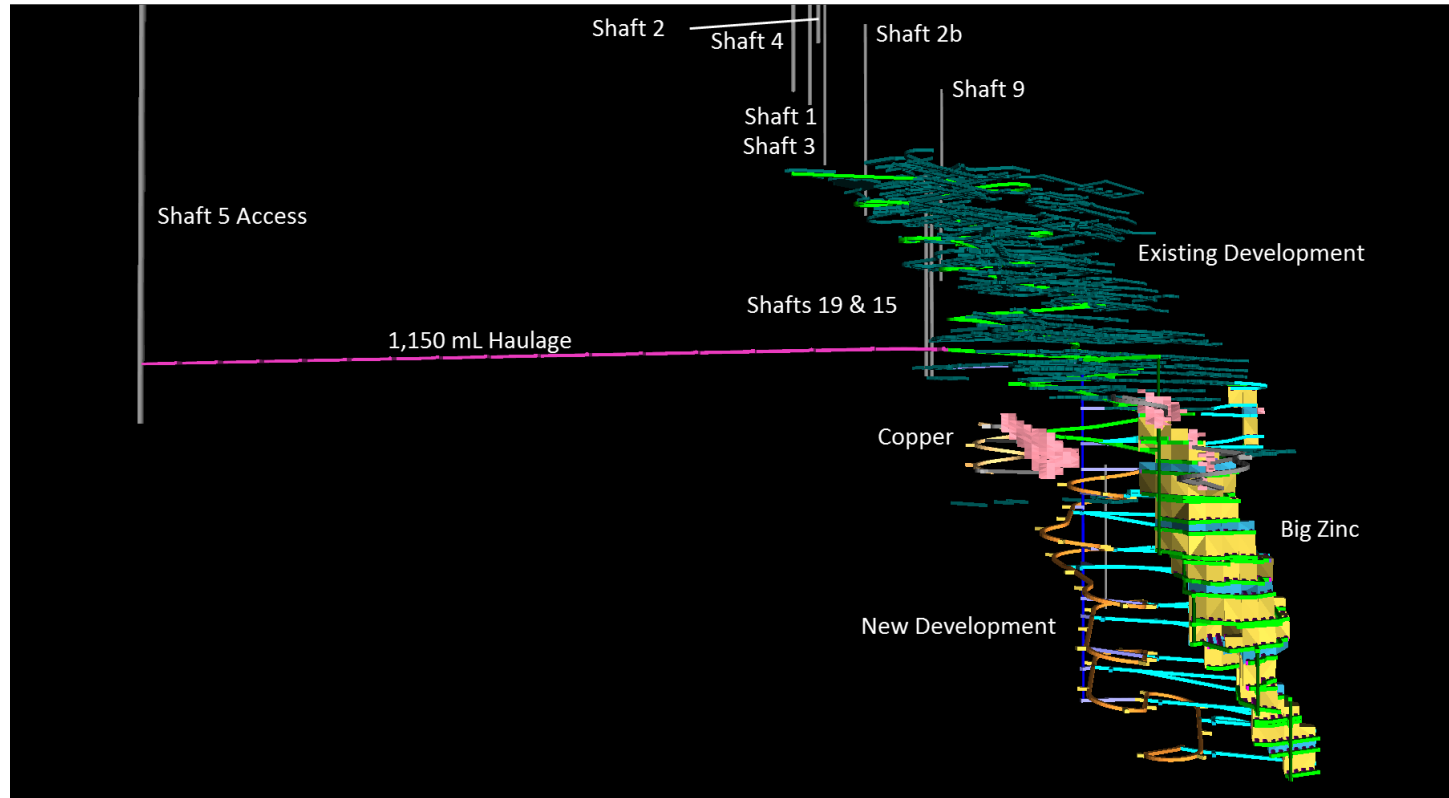 Shaft 2
Shaft 4
Shaft 2b
Shaft 9
Shaft 1
Shaft 3
Shaft 5 Access
Existing Development
Shafts 19 & 15
1,150 mL Haulage
Copper
Big Zinc
New Development